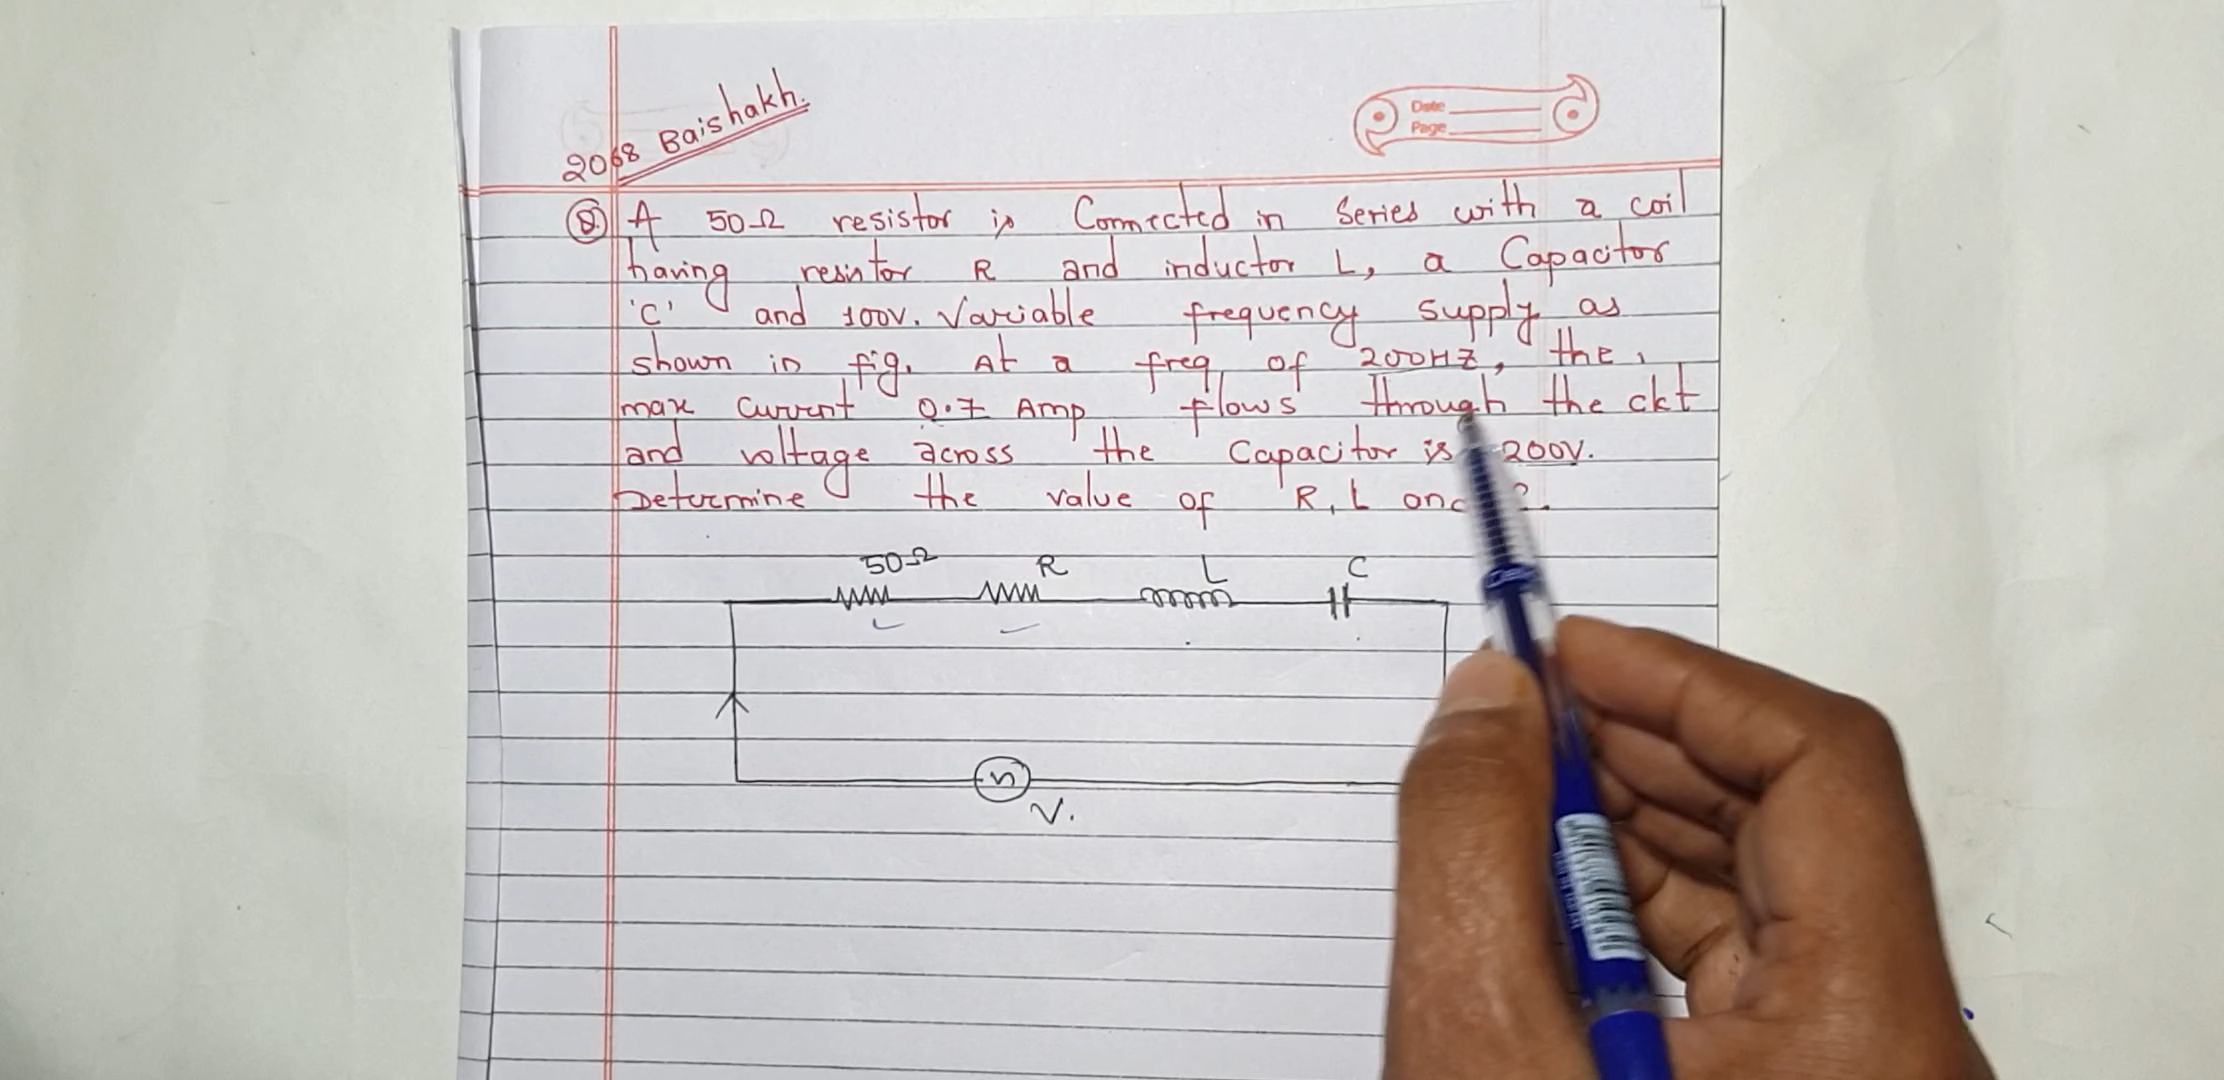 2068 Baishakh.
Date
Page
Q. A 50Ω resistor is Connected in Series with a coil
having resistor R and inductor L, a Capacitor
'C' and 100V. Variable frequency supply as
shown in fig. At a freq. of 200HZ, the
max current 0.7 Amp flows through the ckt
and voltage across the Capacitor is 200V.
Determine the value of R, L and
50Ω R L C
V.